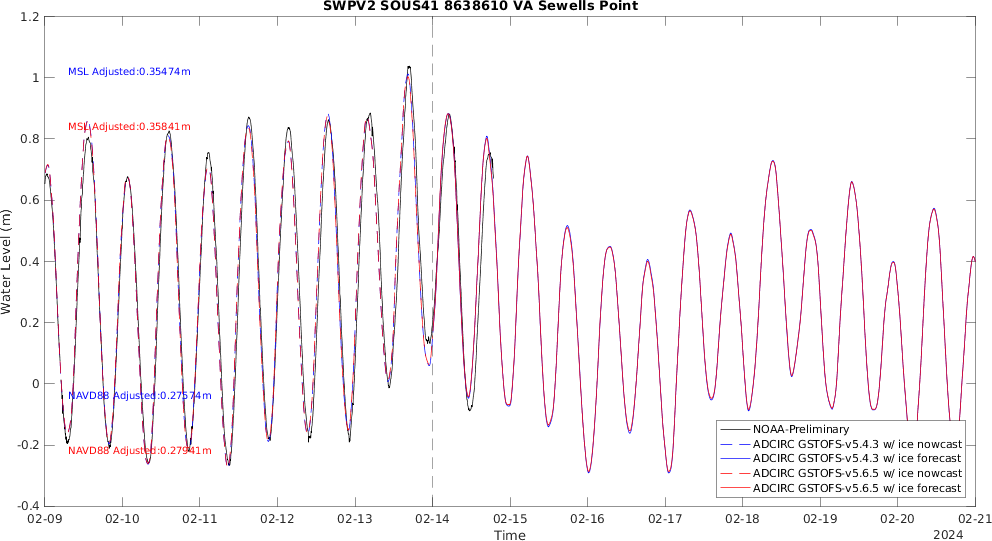 SWPV2 SOUS41 8638610 VA Sewells Point
1.2
1
0.8
0.6
0.4
0.2
0
-0.2
-0.4
Water Level (m)
MSL Adjusted:0.35474m
MSL Adjusted:0.35841m
NAVD88 Adjusted:0.27574m
NAVD88 Adjusted:0.27941m
NOAA-Preliminary
ADCIRC GSTOFS-v5.4.3 w/ ice nowcast
ADCIRC GSTOFS-v5.4.3 w/ ice forecast
ADCIRC GSTOFS-v5.6.5 w/ ice nowcast
ADCIRC GSTOFS-v5.6.5 w/ ice forecast
02-09 02-10 02-11 02-12 02-13 02-14 02-15 02-16 02-17 02-18 02-19 02-20 02-21
Time
2024